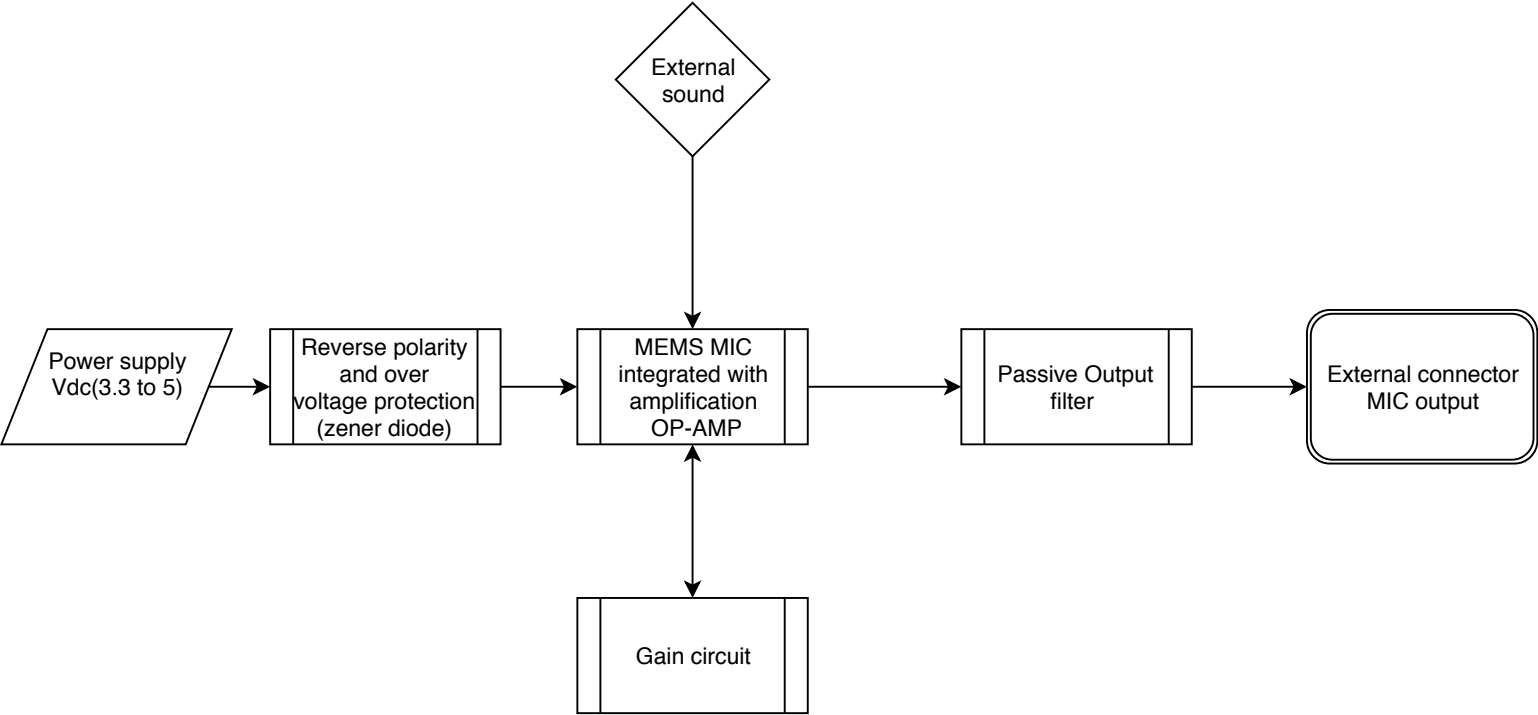 External
sound
Power supply
Vdc(3.3 to 5)
Reverse polarity
and over
voltage protection
(zener diode)
MEMS MIC
integrated with
amplification
OP-AMP
Passive Output
filter
External connector
MIC output
Gain circuit